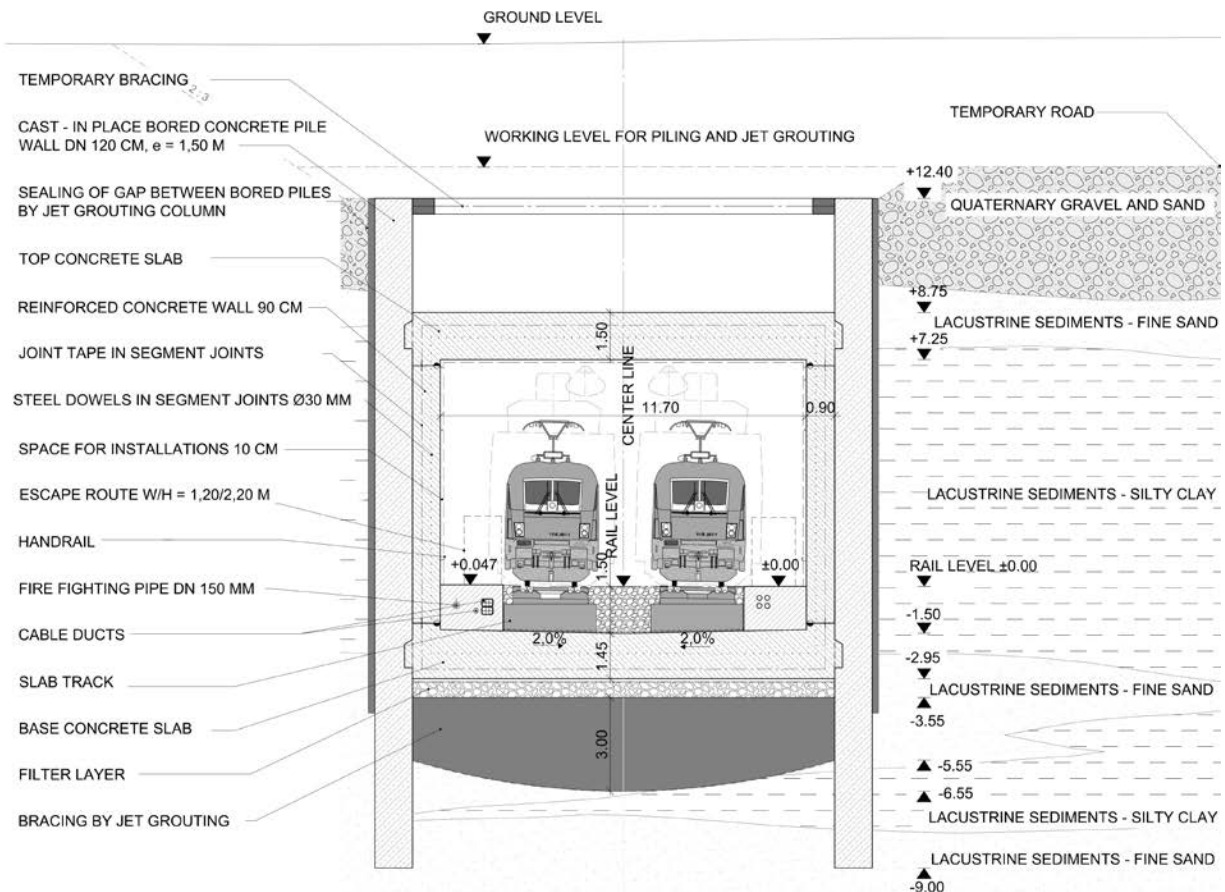 GROUND LEVEL
TEMPORARY BRACING
2:3
CAST - IN PLACE BORED CONCRETE PILE
WALL DN 120 CM, e = 1,50 M
SEALING OF GAP BETWEEN BORED PILES
BY JET GROUTING COLUMN
TOP CONCRETE SLAB
REINFORCED CONCRETE WALL 90 CM
JOINT TAPE IN SEGMENT JOINTS
STEEL DOWELS IN SEGMENT JOINTS Ø30 MM
SPACE FOR INSTALLATIONS 10 CM
ESCAPE ROUTE W/H = 1,20/2,20 M
HANDRAIL
FIRE FIGHTING PIPE DN 150 MM
CABLE DUCTS
SLAB TRACK
BASE CONCRETE SLAB
FILTER LAYER
BRACING BY JET GROUTING
WORKING LEVEL FOR PILING AND JET GROUTING
1.50
CENTER LINE
11.70
0.90
RAIL LEVEL
+0.047
1.50
±0.00
2,0%
2,0%
1.45
3.00
TEMPORARY ROAD
+12.40
QUATERNARY GRAVEL AND SAND
+8.75
LACUSTRINE SEDIMENTS - FINE SAND
+7.25
LACUSTRINE SEDIMENTS - SILTY CLAY
RAIL LEVEL ±0.00
-1.50
-2.95
LACUSTRINE SEDIMENTS - FINE SAND
-3.55
-5.55
-6.55
LACUSTRINE SEDIMENTS - SILTY CLAY
LACUSTRINE SEDIMENTS - FINE SAND
-9.00